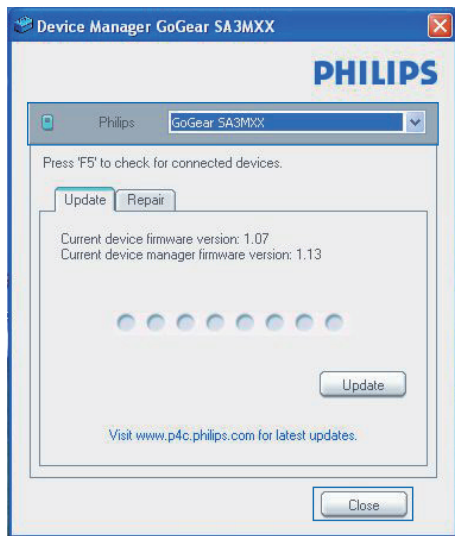 Device Manager GoGear SA3MXX
PHILIPS
Philips GoGear SA3MXX
Press 'F5' to check for connected devices.
Update Repair
Current device firmware version: 1.07
Current device manager firmware version: 1.13
Update
Visit www.p4c.philips.com for latest updates.
Close